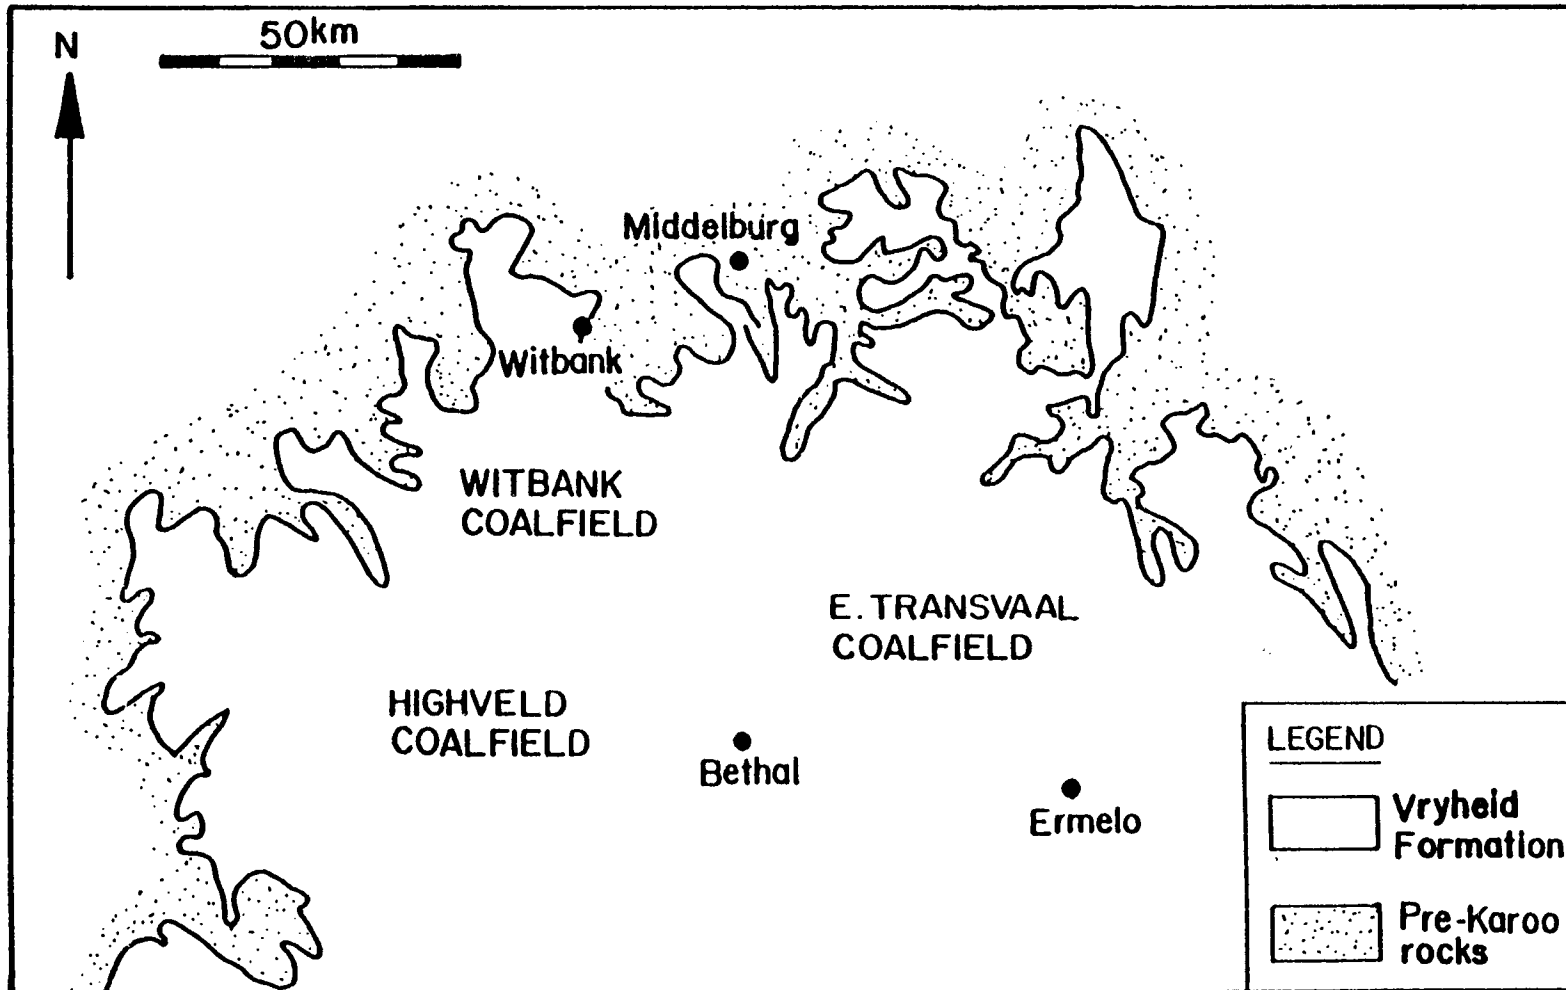 N
50km
Middelburg
Witbank
WITBANK
COALFIELD
E. TRANSVAAL
COALFIELD
HIGHVELD
COALFIELD
Bethal
Ermelo
LEGEND
Vryheid
Formation
Pre-Karoo
rocks